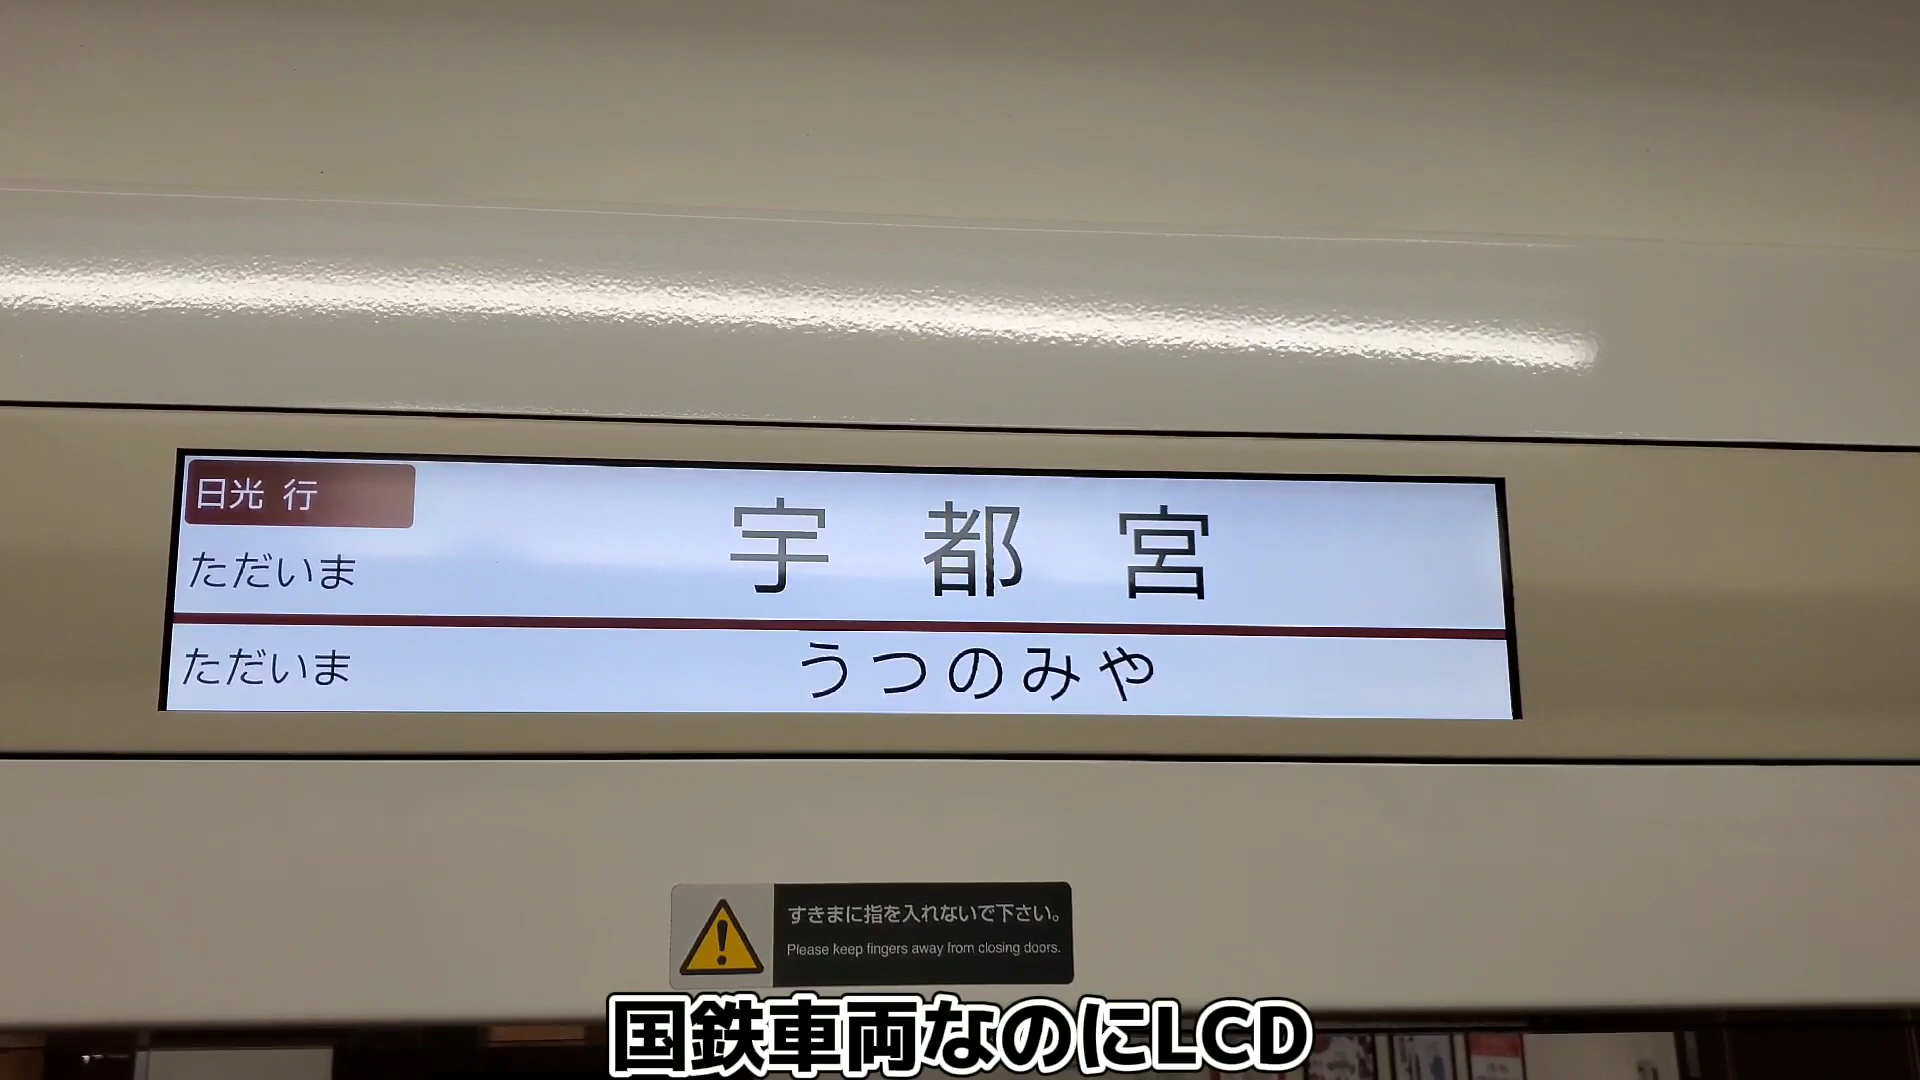 日光 行
ただいま
宇都宮
ただいま
うつのみや
すきまに指を入れないで下さい。
Please keep fingers away from closing doors.
国鉄車両なのにLCD